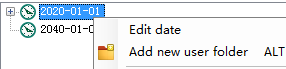 2020-01-01
2040-01-0
Edit date
Add new user folder ALT